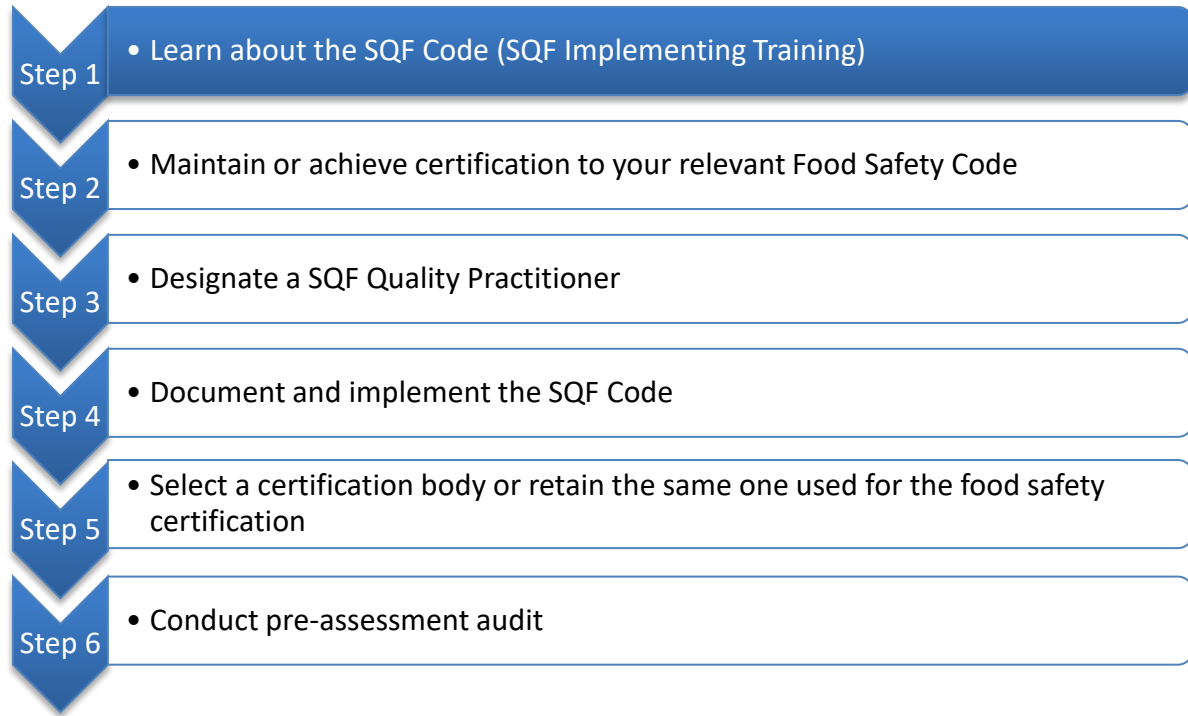 Step 1
• Learn about the SQF Code (SQF Implementing Training)
Step 2
• Maintain or achieve certification to your relevant Food Safety Code
Step 3
• Designate a SQF Quality Practitioner
Step 4
• Document and implement the SQF Code
Step 5
• Select a certification body or retain the same one used for the food safety
certification
Step 6
• Conduct pre-assessment audit